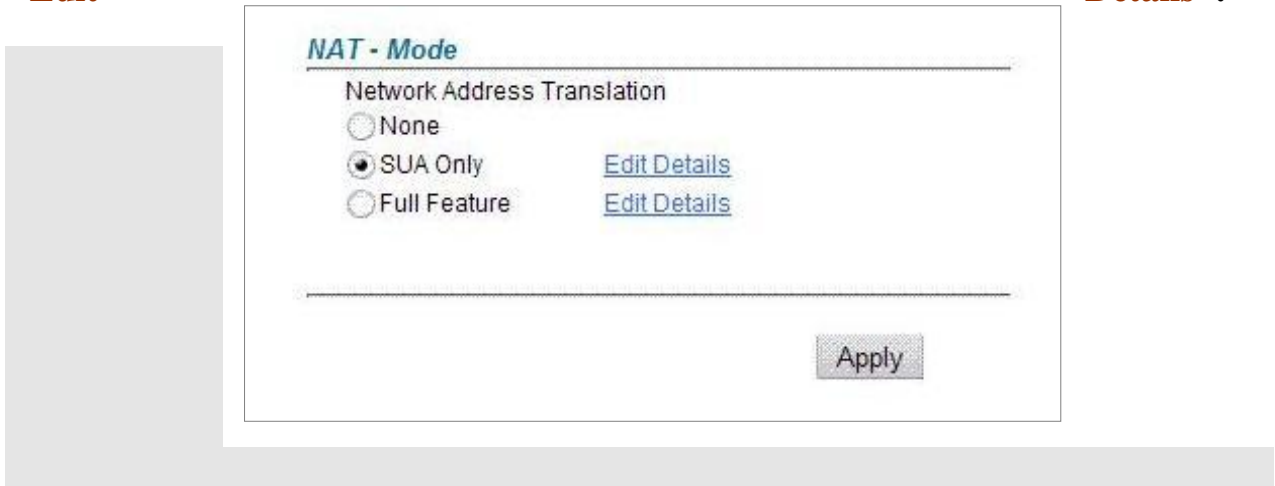 NAT - Mode
Network Address Translation
None
SUA Only Edit Details
Full Feature Edit Details
Apply